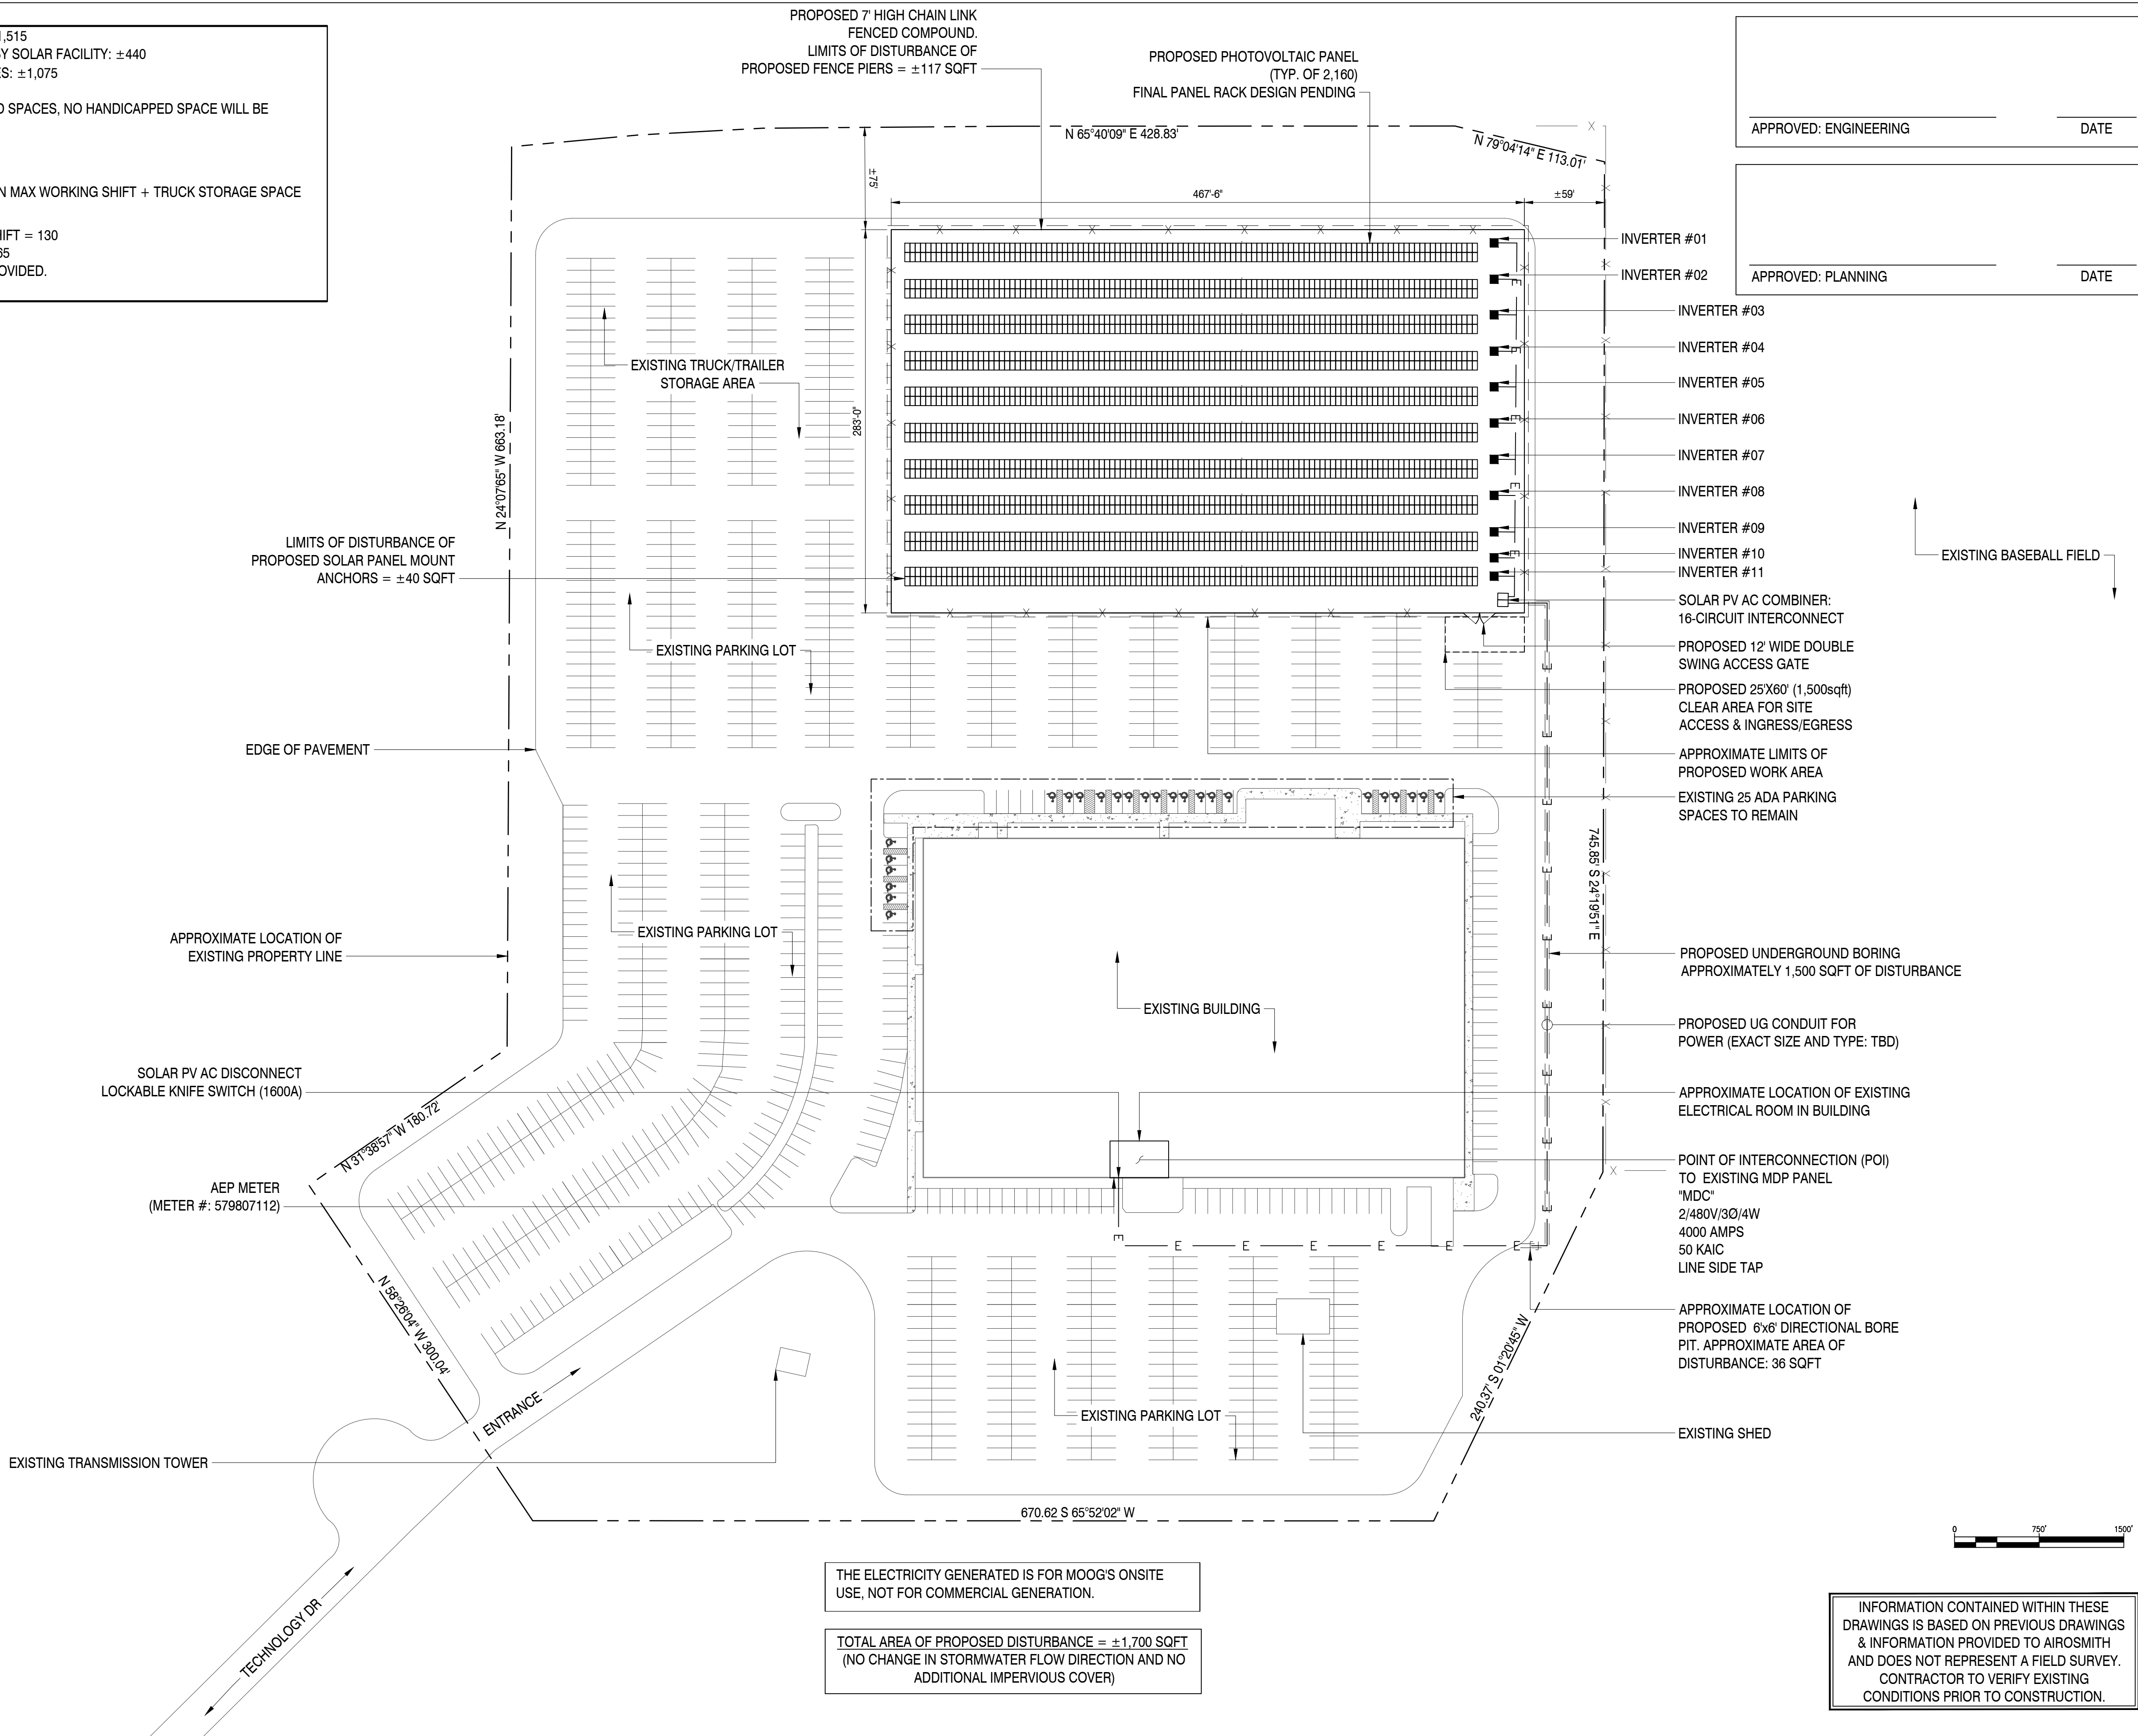 1,515
BY SOLAR FACILITY: ±440
ES: ±1,075
D SPACES, NO HANDICAPPED SPACE WILL BE
N MAX WORKING SHIFT + TRUCK STORAGE SPACE
HIFT = 130
65
OVIDED.
PROPOSED 7' HIGH CHAIN LINK
FENCED COMPOUND.
LIMITS OF DISTURBANCE OF
PROPOSED FENCE PIERS = ±117 SQFT
PROPOSED PHOTOVOLTAIC PANEL
(TYP. OF 2,160)
FINAL PANEL RACK DESIGN PENDING
APPROVED: ENGINEERING
DATE
APPROVED: PLANNING
DATE
N 65°40'09" E 428.83'
N 79°04'14" E 113.01'
±75'
467'-6"
±59'
283'-0"
INVERTER #01
INVERTER #02
INVERTER #03
INVERTER #04
INVERTER #05
INVERTER #06
INVERTER #07
INVERTER #08
INVERTER #09
INVERTER #10
INVERTER #11
SOLAR PV AC COMBINER:
16-CIRCUIT INTERCONNECT
PROPOSED 12' WIDE DOUBLE
SWING ACCESS GATE
PROPOSED 25'X60' (1,500sqft)
CLEAR AREA FOR SITE
ACCESS & INGRESS/EGRESS
APPROXIMATE LIMITS OF
PROPOSED WORK AREA
EXISTING 25 ADA PARKING
SPACES TO REMAIN
EXISTING BASEBALL FIELD
EXISTING TRUCK/TRAILER
STORAGE AREA
N 24°07'65" W 663.18'
LIMITS OF DISTURBANCE OF
PROPOSED SOLAR PANEL MOUNT
ANCHORS = ±40 SQFT
EXISTING PARKING LOT
EDGE OF PAVEMENT
745.85' S 24°19'51" E
EXISTING PARKING LOT
APPROXIMATE LOCATION OF
EXISTING PROPERTY LINE
EXISTING BUILDING
PROPOSED UNDERGROUND BORING
APPROXIMATELY 1,500 SQFT OF DISTURBANCE
PROPOSED UG CONDUIT FOR
POWER (EXACT SIZE AND TYPE: TBD)
SOLAR PV AC DISCONNECT
LOCKABLE KNIFE SWITCH (1600A)
APPROXIMATE LOCATION OF EXISTING
ELECTRICAL ROOM IN BUILDING
N 31°38'57" W 180.72'
AEP METER
(METER #: 579807112)
POINT OF INTERCONNECTION (POI)
TO EXISTING MDP PANEL
"MDC"
2/480V/3Ø/4W
4000 AMPS
50 KAIC
LINE SIDE TAP
E E E E E E E
N 58°26'04" W 300.04'
APPROXIMATE LOCATION OF
PROPOSED 6'x6' DIRECTIONAL BORE
PIT. APPROXIMATE AREA OF
DISTURBANCE: 36 SQFT
240.37' S 01°20'45" W
ENTRANCE
EXISTING PARKING LOT
EXISTING SHED
EXISTING TRANSMISSION TOWER
670.62 S 65°52'02" W
0 750' 1500'
TECHNOLOGY DR
THE ELECTRICITY GENERATED IS FOR MOOG'S ONSITE
USE, NOT FOR COMMERCIAL GENERATION.
TOTAL AREA OF PROPOSED DISTURBANCE = ±1,700 SQFT
(NO CHANGE IN STORMWATER FLOW DIRECTION AND NO
ADDITIONAL IMPERVIOUS COVER)
INFORMATION CONTAINED WITHIN THESE
DRAWINGS IS BASED ON PREVIOUS DRAWINGS
& INFORMATION PROVIDED TO AIROSMITH
AND DOES NOT REPRESENT A FIELD SURVEY.
CONTRACTOR TO VERIFY EXISTING
CONDITIONS PRIOR TO CONSTRUCTION.